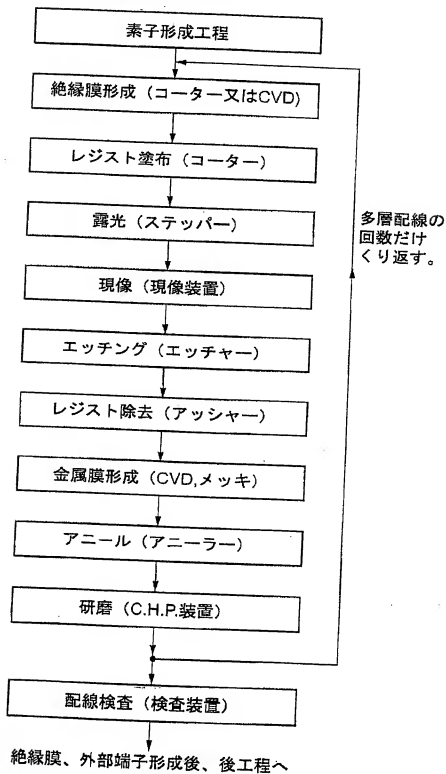 素子形成工程
絶縁膜形成（コーター又はCVD)
レジスト塗布（コーター）
露光（ステッパー）
現像（現像装置）
エッチング（エッチャー）
レジスト除去（アッシャー）
金属膜形成（CVD,メッキ）
アニール（アニーラー）
研磨（C.H.P.装置）
配線検査（検査装置）
絶縁膜、外部端子形成後、後工程へ
多層配線の
回数だけ
くり返す。